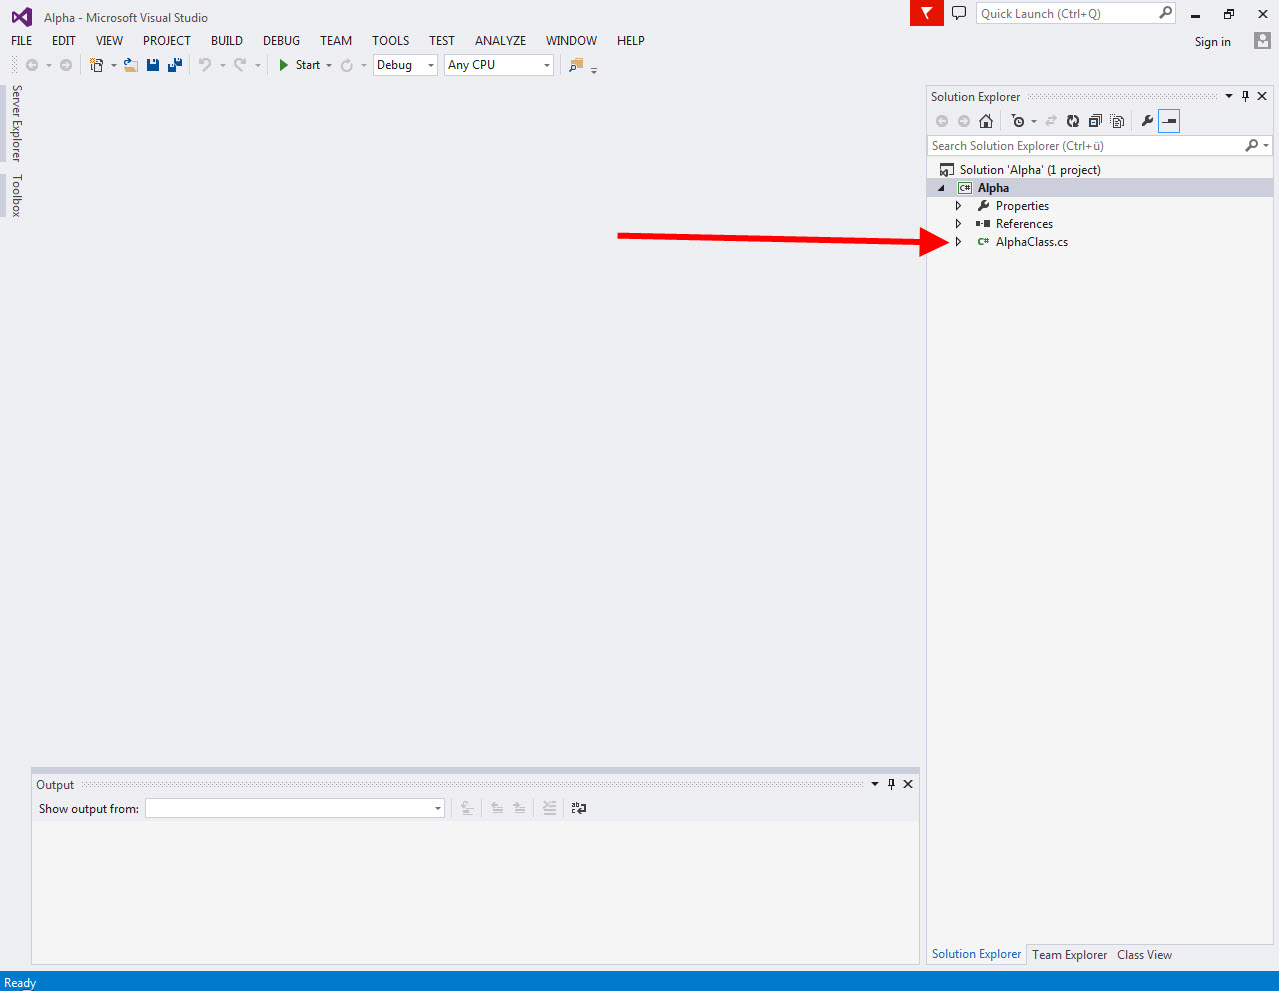 Alpha - Microsoft Visual Studio
Quick Launch (Ctrl+Q)
FILE EDIT VIEW PROJECT BUILD DEBUG TEAM TOOLS TEST ANALYZE WINDOW HELP
Sign in
Start Debug Any CPU
Server Explorer
Toolbox
Solution Explorer
Search Solution Explorer (Ctrl+ü)
Solution 'Alpha' (1 project)
C# Alpha
Properties
References
C# AlphaClass.cs
Output
Show output from:
Solution Explorer Team Explorer Class View
Ready